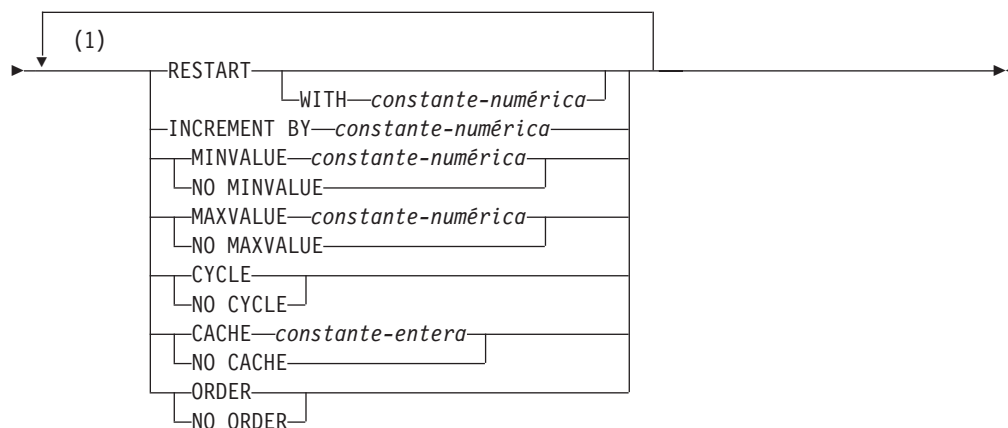 (1)
RESTART
WITH constante-numérica
INCREMENT BY constante-numérica
MINVALUE constante-numérica
NO MINVALUE
MAXVALUE constante-numérica
NO MAXVALUE
CYCLE
NO CYCLE
CACHE constante-entera
NO CACHE
ORDER
NO ORDER